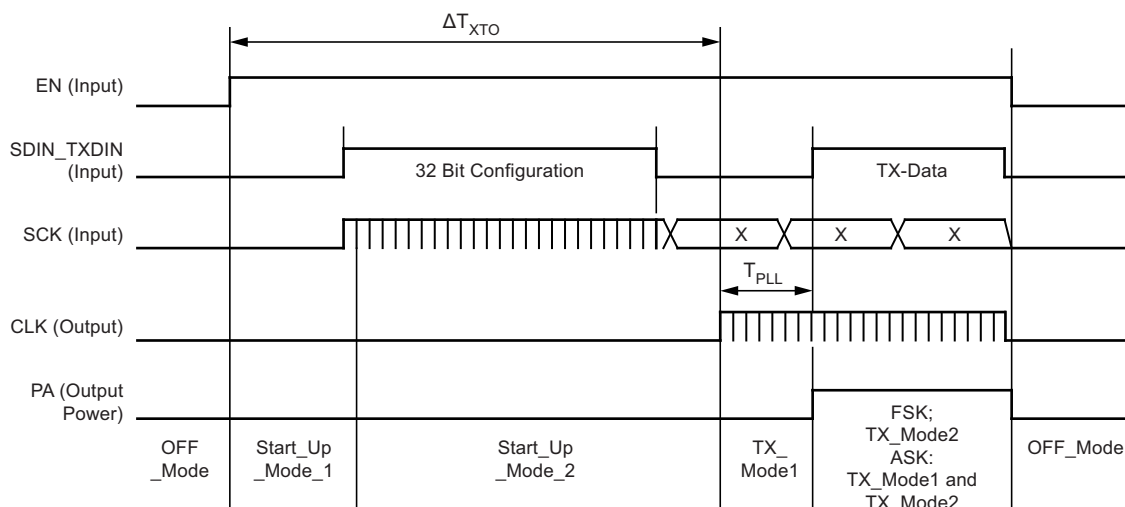 ΔT_XTO
EN (Input)
SDIN_TXDIN
(Input)
32 Bit Configuration
TX-Data
SCK (Input)
X
X
X
T_PLL
CLK (Output)
PA (Output
Power)
OFF
_Mode
Start_Up
_Mode_1
Start_Up
_Mode_2
TX_
Mode1
FSK;
TX_Mode2
ASK:
TX_Mode1 and
TX_Mode2
OFF_Mode